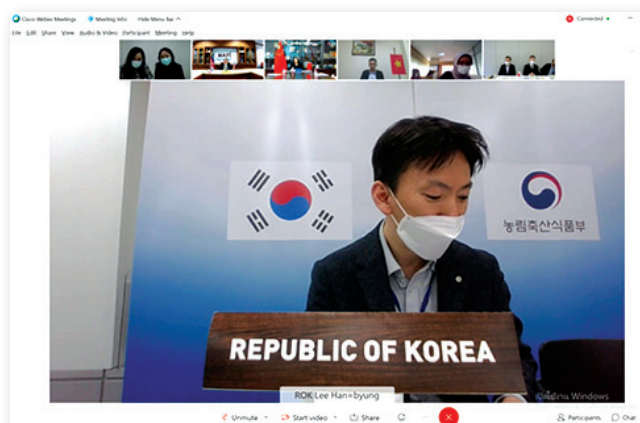 Cisco Webex Meetings Meeting Info Hide Menu Bar
Connected
File Edit Share View Audio & Video Participant Meeting Help
농림축산식품부
REPUBLIC OF KOREA
ROK Lee Han-byung
Windows
Unmute Start video Share Participants Chat